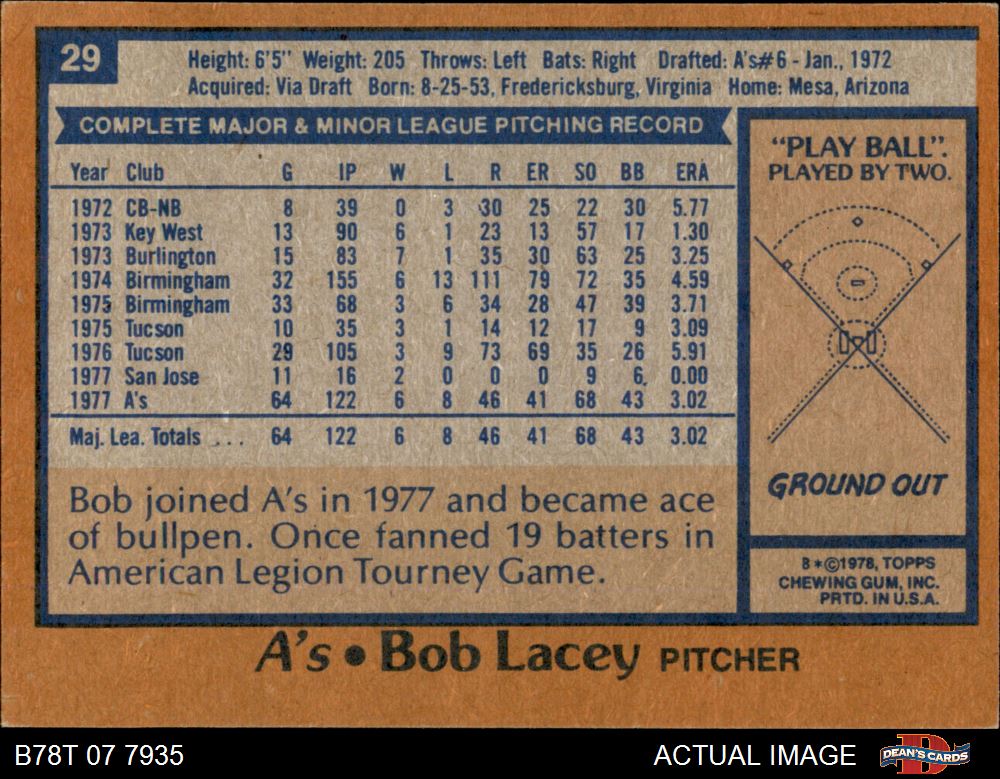 29
Height: 6'5" Weight: 205 Throws: Left Bats: Right Drafted: A's#6 - Jan., 1972
Acquired: Via Draft Born: 8-25-53, Fredericksburg, Virginia Home: Mesa, Arizona
COMPLETE MAJOR & MINOR LEAGUE PITCHING RECORD
Year Club G IP W L R ER SO BB ERA
1972 CB-NB 8 39 0 3 30 25 22 30 5.77
1973 Key West 13 90 6 1 23 13 57 17 1.30
1973 Burlington 15 83 7 1 35 30 63 25 3.25
1974 Birmingham 32 155 6 13 111 79 72 35 4.59
1975 Birmingham 33 68 3 6 34 28 47 39 3.71
1975 Tucson 10 35 3 1 14 12 17 9 3.09
1976 Tucson 29 105 3 9 73 69 35 26 5.91
1977 San Jose 11 16 2 0 0 0 9 6 0.00
1977 A's 64 122 6 8 46 41 68 43 3.02
Maj. Lea. Totals ... 64 122 6 8 46 41 68 43 3.02
Bob joined A's in 1977 and became ace
of bullpen. Once fanned 19 batters in
American Legion Tourney Game.
"PLAY BALL".
PLAYED BY TWO.
GROUND OUT
8*©1978, TOPPS
CHEWING GUM, INC.
PRTD. IN U.S.A.
A's • Bob Lacey PITCHER
B78T 07 7935
ACTUAL IMAGE
DEAN'S CARDS